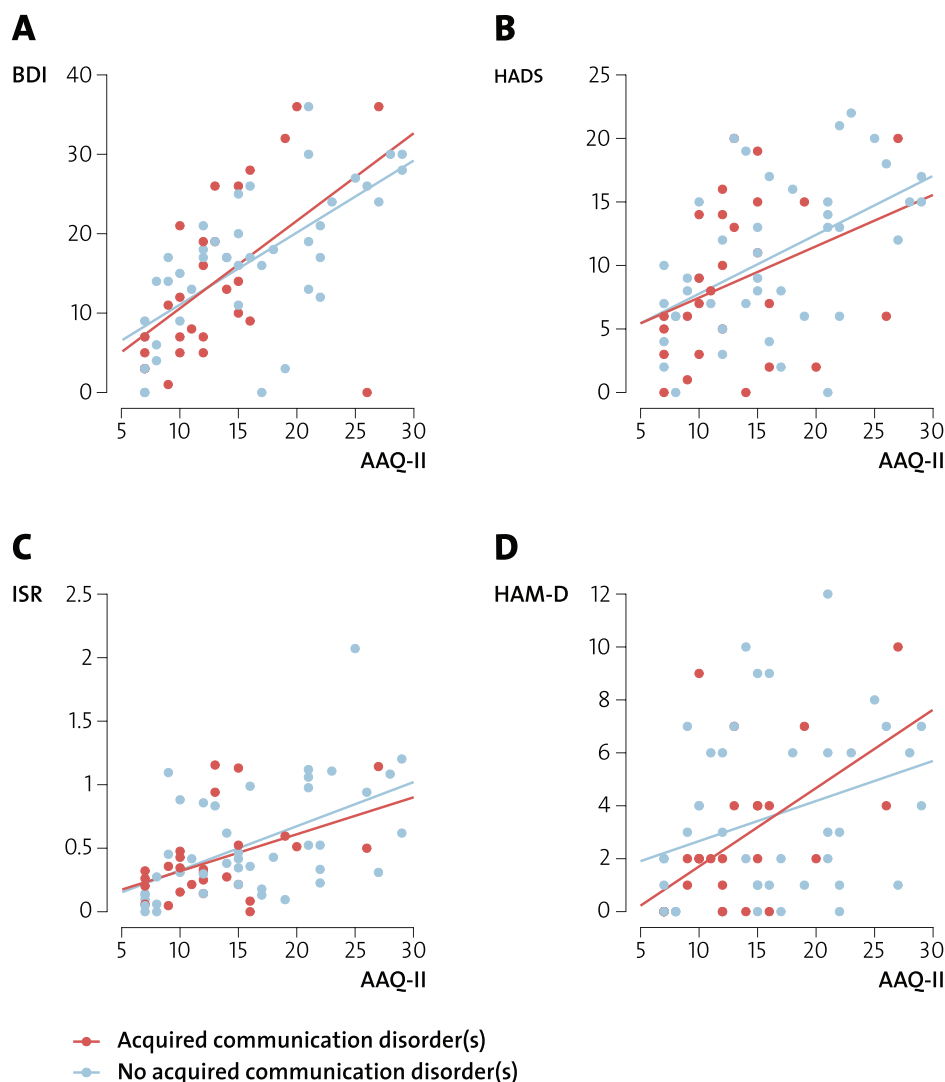 A
BDI
40
30
20
10
0
5 10 15 20 25 30
AAQ-II
B
HADS
25
20
15
10
5
0
5 10 15 20 25 30
AAQ-II
C
ISR
2.5
2
1.5
1
0.5
0
5 10 15 20 25 30
AAQ-II
D
HAM-D
12
10
8
6
4
2
0
5 10 15 20 25 30
AAQ-II
Acquired communication disorder(s)
No acquired communication disorder(s)